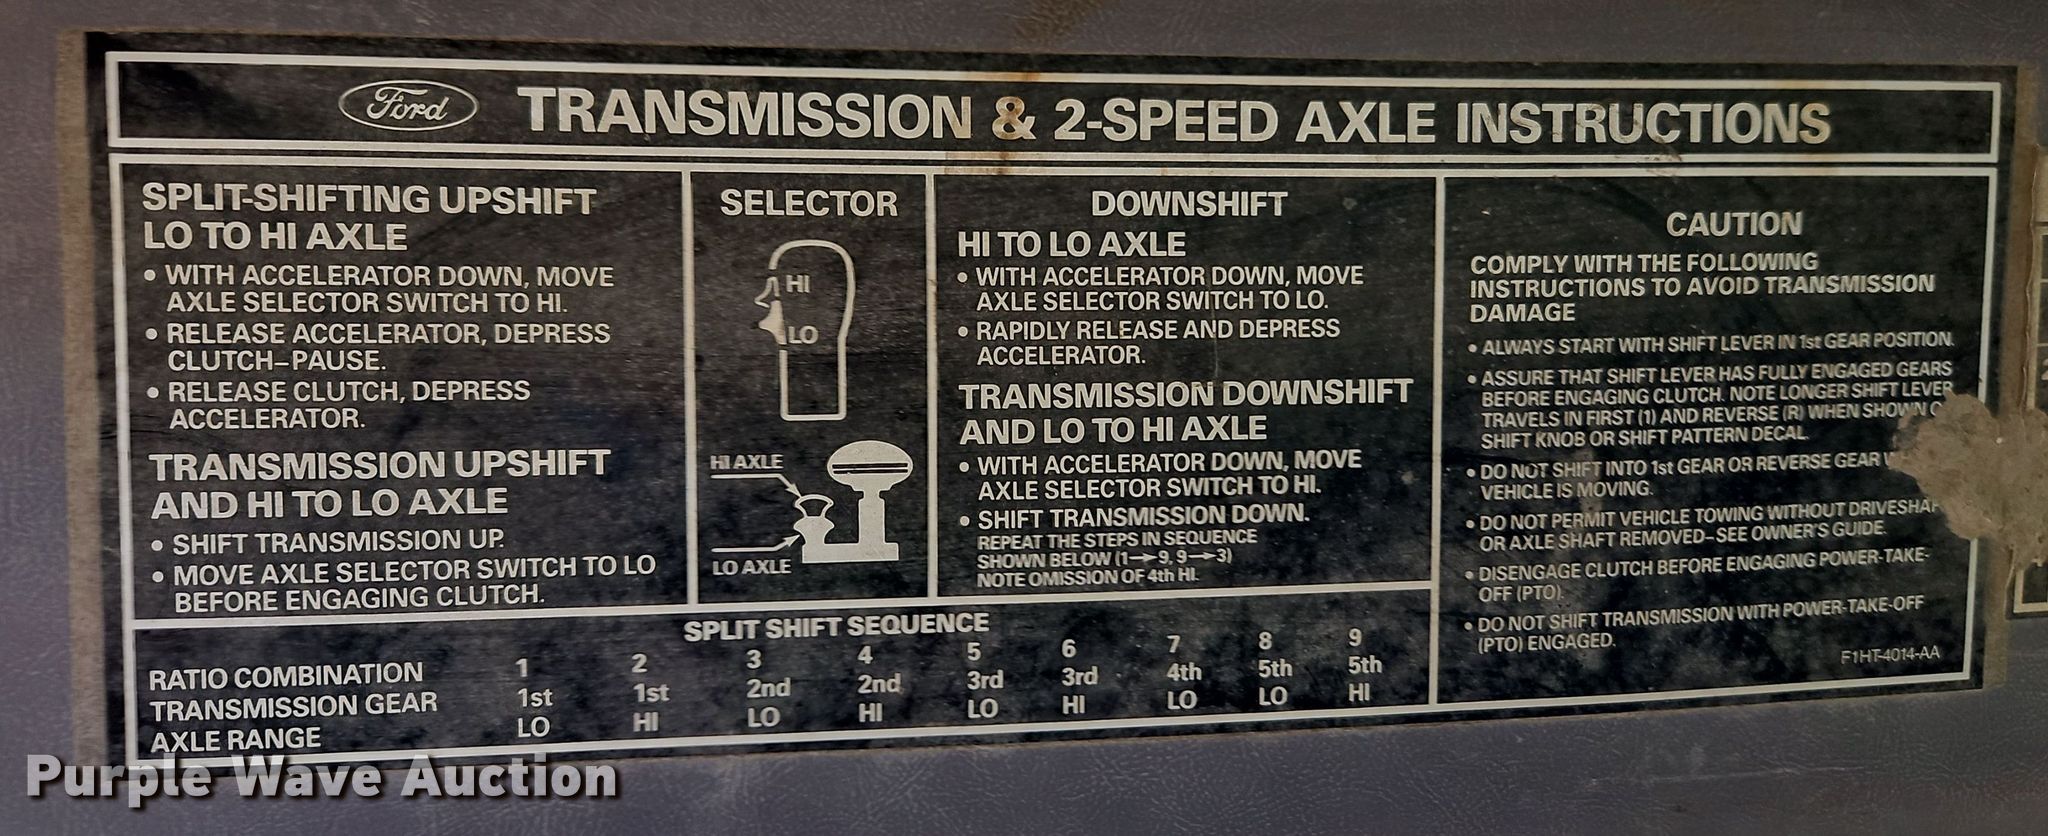 Ford TRANSMISSION & 2-SPEED AXLE INSTRUCTIONS
SPLIT-SHIFTING UPSHIFT
LO TO HI AXLE
• WITH ACCELERATOR DOWN, MOVE
AXLE SELECTOR SWITCH TO HI.
• RELEASE ACCELERATOR, DEPRESS
CLUTCH–PAUSE.
• RELEASE CLUTCH, DEPRESS
ACCELERATOR.
TRANSMISSION UPSHIFT
AND HI TO LO AXLE
• SHIFT TRANSMISSION UP.
• MOVE AXLE SELECTOR SWITCH TO LO
BEFORE ENGAGING CLUTCH.
SELECTOR
HI
LO
HI AXLE
LO AXLE
DOWNSHIFT
HI TO LO AXLE
• WITH ACCELERATOR DOWN, MOVE
AXLE SELECTOR SWITCH TO LO.
• RAPIDLY RELEASE AND DEPRESS
ACCELERATOR.
TRANSMISSION DOWNSHIFT
AND LO TO HI AXLE
• WITH ACCELERATOR DOWN, MOVE
AXLE SELECTOR SWITCH TO HI.
• SHIFT TRANSMISSION DOWN.
REPEAT THE STEPS IN SEQUENCE
SHOWN BELOW (1→9, 9→3)
NOTE OMISSION OF 4th HI.
CAUTION
COMPLY WITH THE FOLLOWING
INSTRUCTIONS TO AVOID TRANSMISSION
DAMAGE
• ALWAYS START WITH SHIFT LEVER IN 1st GEAR POSITION.
• ASSURE THAT SHIFT LEVER HAS FULLY ENGAGED GEARS
BEFORE ENGAGING CLUTCH. NOTE LONGER SHIFT LEVER
TRAVELS IN FIRST (1) AND REVERSE (R) WHEN SHOWN
SHIFT KNOB OR SHIFT PATTERN DECAL.
• DO NOT SHIFT INTO 1st GEAR OR REVERSE GEAR
VEHICLE IS MOVING.
• DO NOT PERMIT VEHICLE TOWING WITHOUT
OR AXLE SHAFT REMOVED–SEE OWNER'S GUIDE.
• DISENGAGE CLUTCH BEFORE ENGAGING POWER-TAKE-
OFF (PTO).
• DO NOT SHIFT TRANSMISSION WITH POWER-TAKE-OFF
(PTO) ENGAGED.
F1HT-4014-AA
SPLIT SHIFT SEQUENCE
RATIO COMBINATION 1 2 3 4 5 6 7 8 9
TRANSMISSION GEAR 1st 1st 2nd 2nd 3rd 3rd 4th 5th 5th
AXLE RANGE LO HI LO HI LO HI LO LO HI
Purple Wave Auction